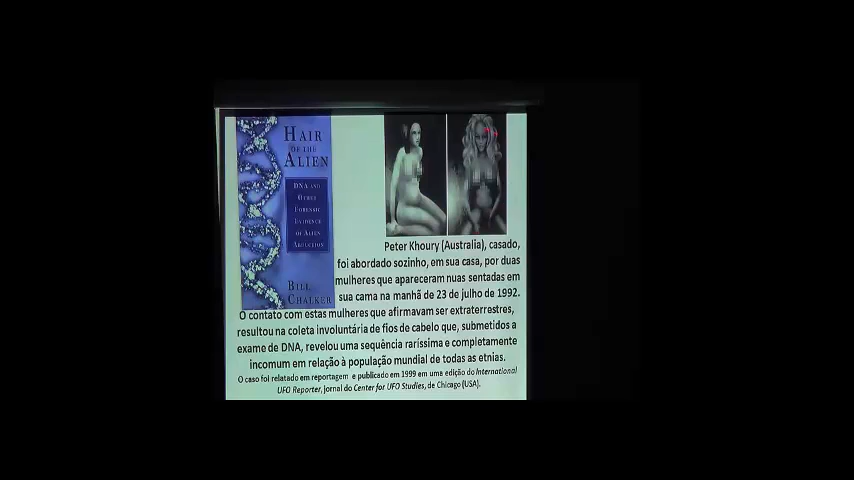 HAIR
OF THE
ALIEN
DNA AND
OTHER
FORENSIC
EVIDENCE
OF ALIEN
ABDUCTION
BILL
CHALKER
Peter Khoury (Australia), casado,
foi abordado sozinho, em sua casa, por duas
mulheres que apareceram nuas sentadas em
sua cama na manhã de 23 de julho de 1992.
O contato com estas mulheres que afirmavam ser extraterrestres,
resultou na coleta involuntária de fios de cabelo que, submetidos a
exame de DNA, revelou uma sequência raríssima e completamente
incomum em relação à população mundial de todas as etnias.
O caso foi relatado em reportagem e publicado em 1999 em uma edição do International
UFO Reporter, jornal do Center for UFO Studies, de Chicago (USA).